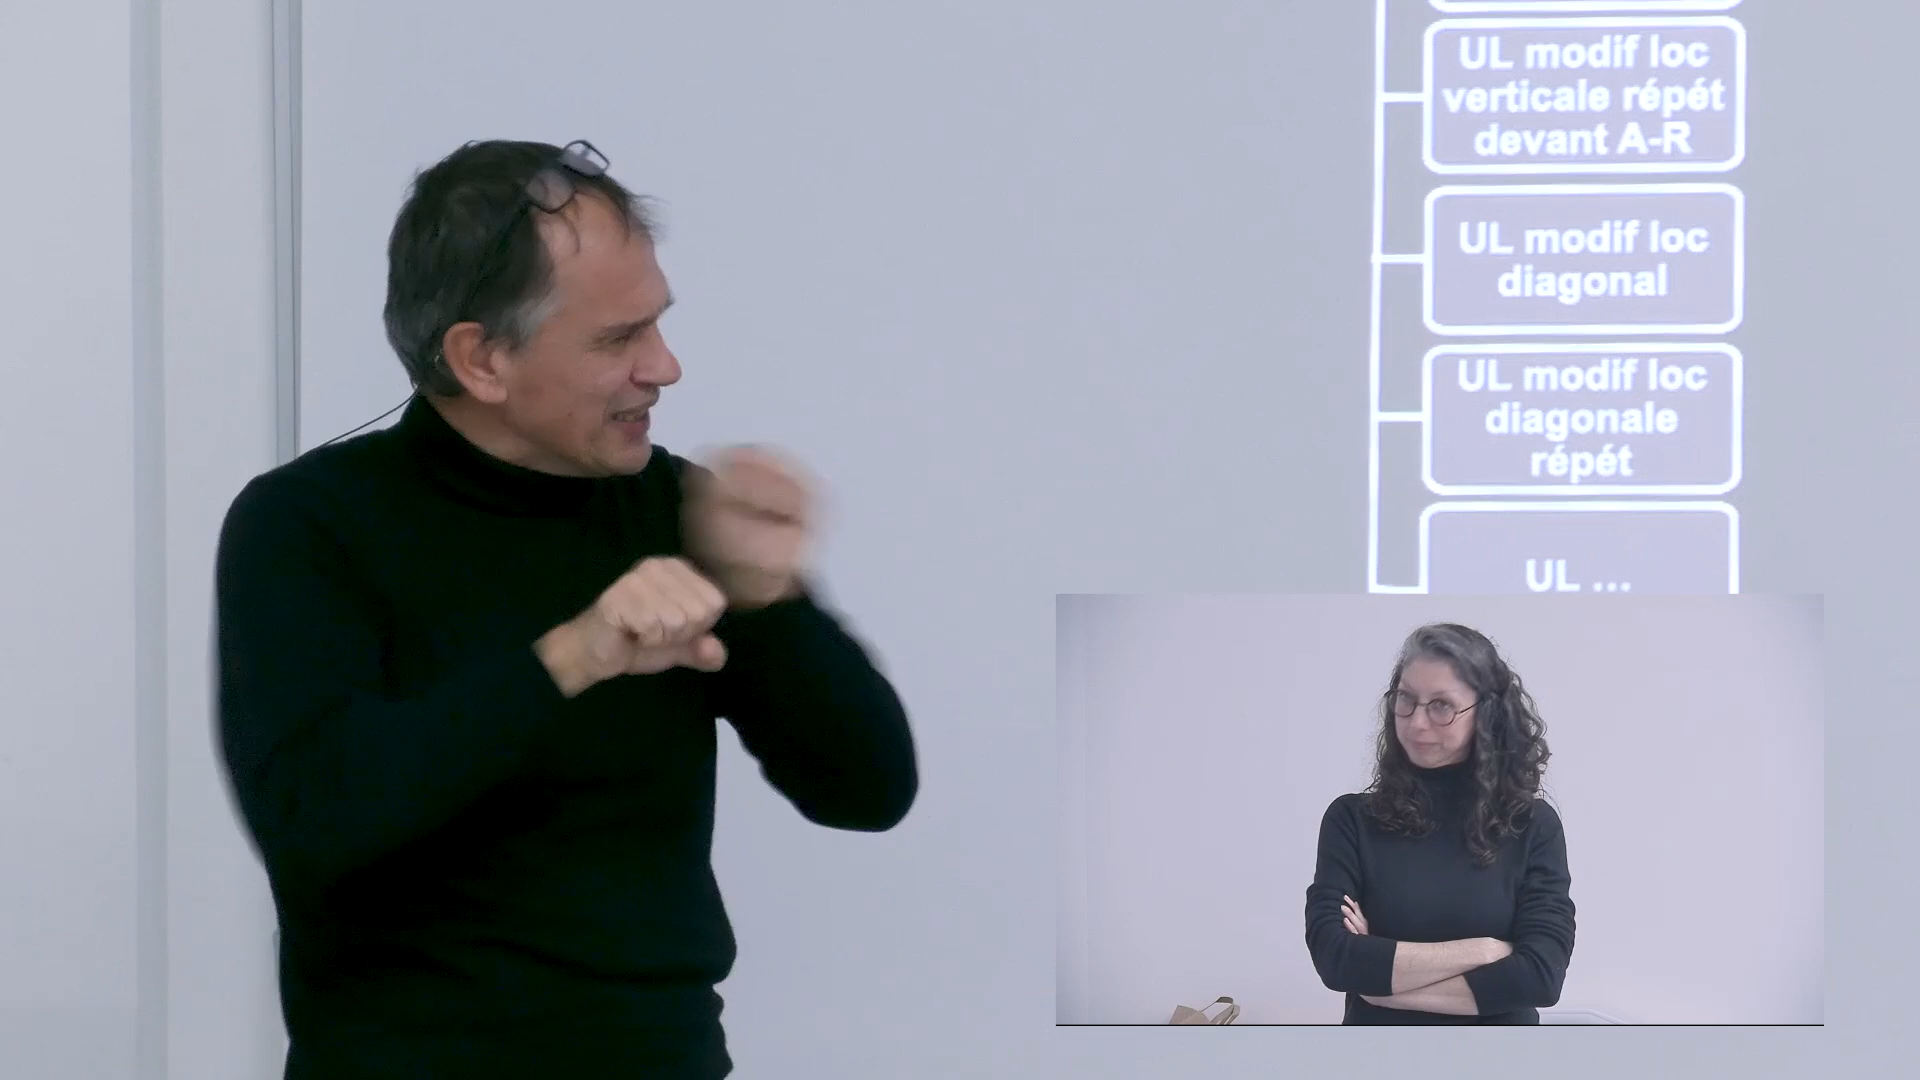 UL modif loc
verticale répét
devant A-R
UL modif loc
diagonal
UL modif loc
diagonale
répét
UL ...